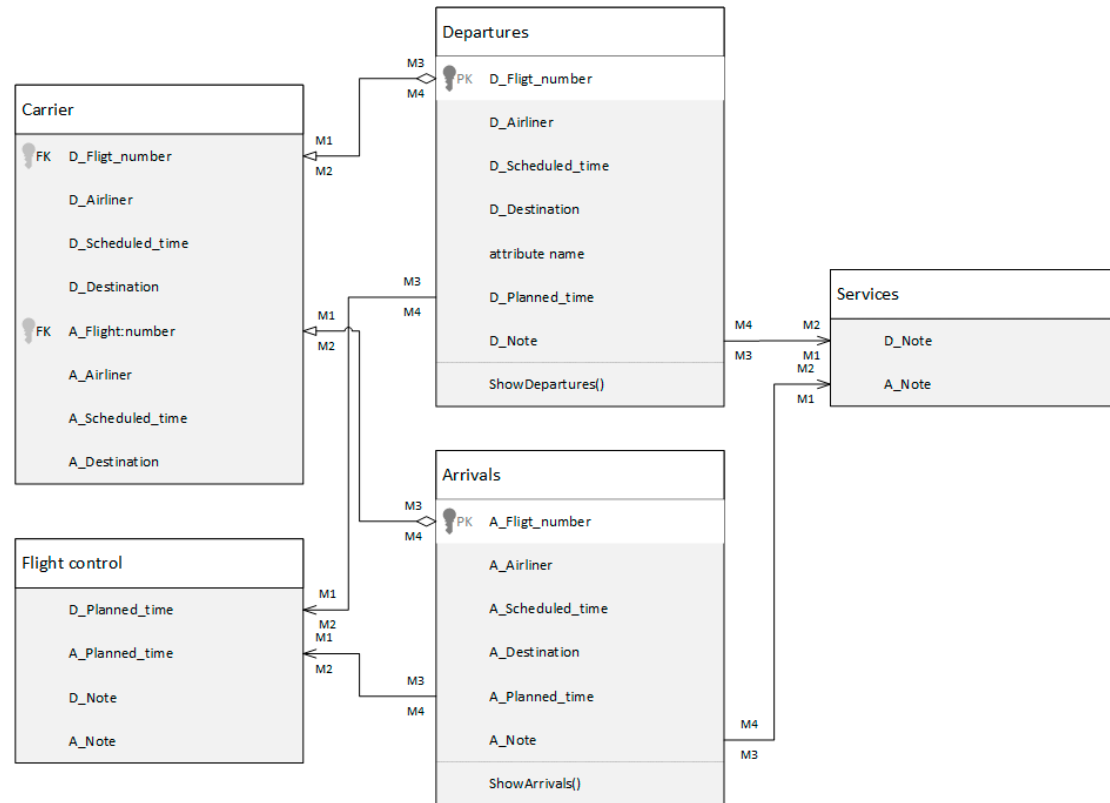 Departures
PK D_Fligt_number
D_Airliner
D_Scheduled_time
D_Destination
attribute name
D_Planned_time
D_Note
ShowDepartures()
M3
M4
M1
M2
Carrier
FK D_Fligt_number
D_Airliner
D_Scheduled_time
D_Destination
FK A_Flight:number
A_Airliner
A_Scheduled_time
A_Destination
M3
M4
M1
M2
M4
M3
M2
M1
M2
M1
Services
D_Note
A_Note
Arrivals
PK A_Fligt_number
A_Airliner
A_Scheduled_time
A_Destination
A_Planned_time
A_Note
ShowArrivals()
M3
M4
Flight control
D_Planned_time
A_Planned_time
D_Note
A_Note
M1
M2
M1
M2
M3
M4
M4
M3